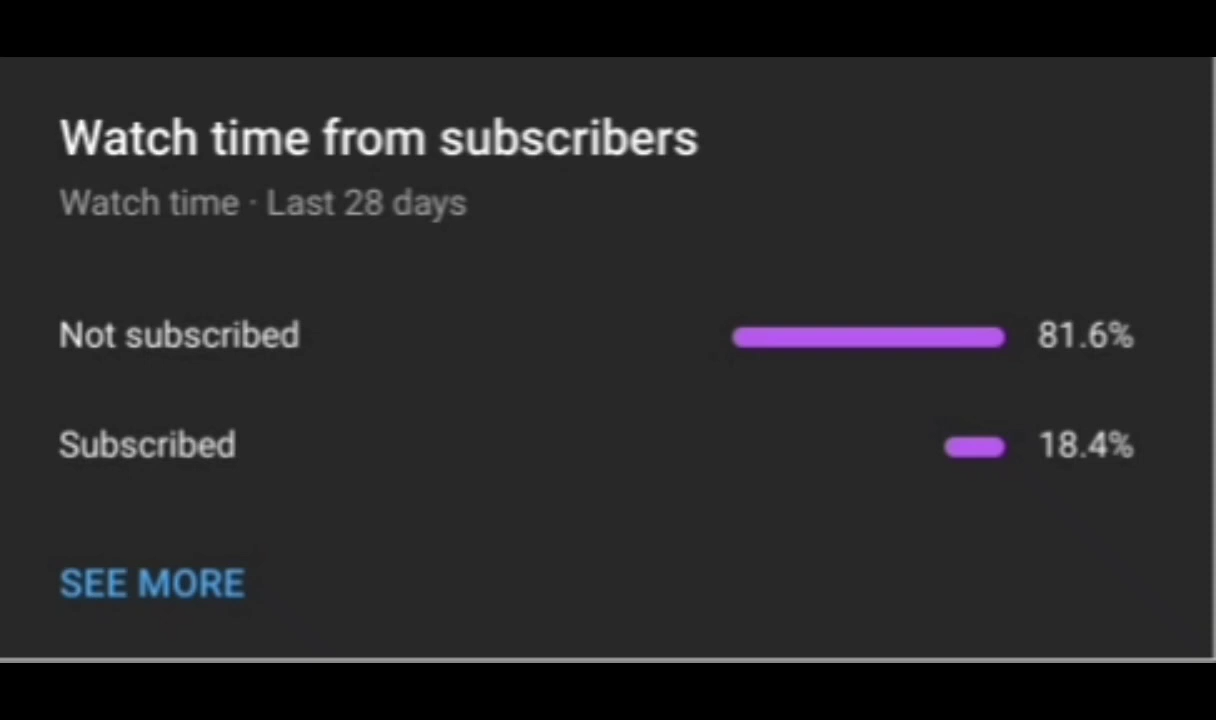 Watch time from subscribers
Watch time · Last 28 days
Not subscribed 81.6%
Subscribed 18.4%
SEE MORE